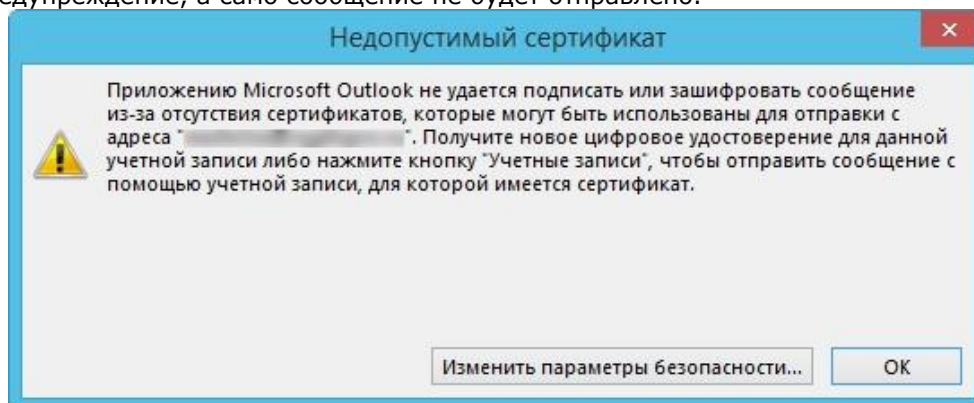 едупреждение, а само сообщение не будет отправлено.
Недопустимый сертификат
Приложению Microsoft Outlook не удается подписать или зашифровать сообщение
из-за отсутствия сертификатов, которые могут быть использованы для отправки с
адреса " ". Получите новое цифровое удостоверение для данной
учетной записи либо нажмите кнопку "Учетные записи", чтобы отправить сообщение с
помощью учетной записи, для которой имеется сертификат.
Изменить параметры безопасности... OK